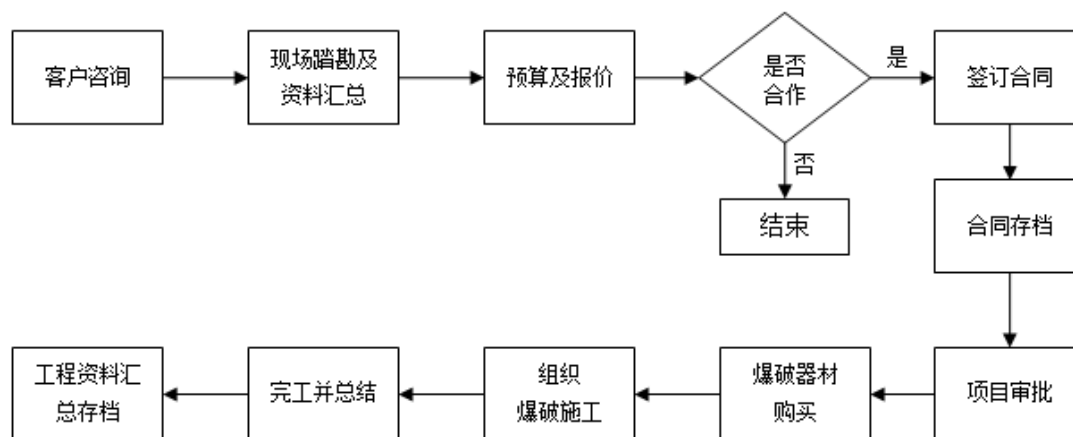 客户咨询
现场踏勘及
资料汇总
预算及报价
是否
合作
是
签订合同
否
结束
合同存档
工程资料汇
总存档
完工并总结
组织
爆破施工
爆破器材
购买
项目审批